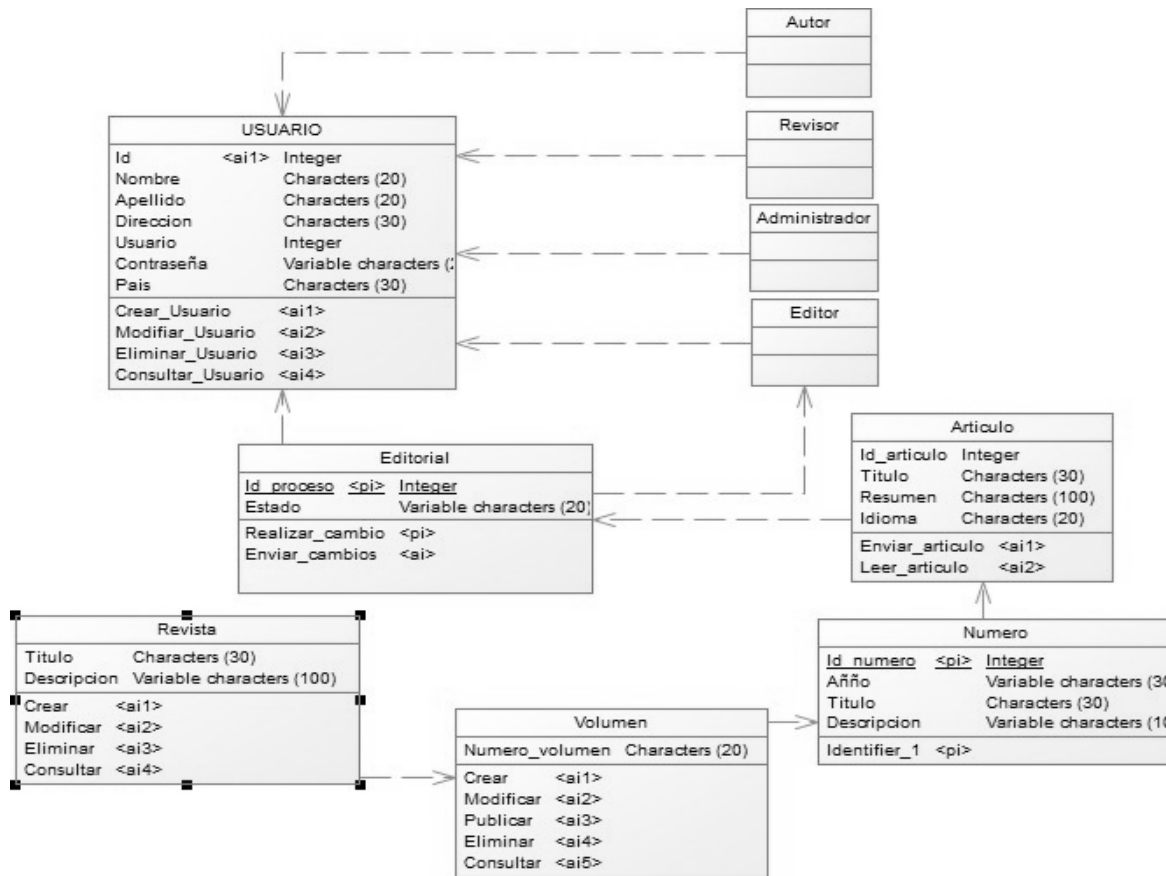 Autor
Revisor
Administrador
Editor
USUARIO
Id <ai1> Integer
Nombre Characters (20)
Apellido Characters (20)
Direccion Characters (30)
Usuario Integer
Contraseña Variable characters (
Pais Characters (30)
Crear_Usuario <ai1>
Modifiar_Usuario <ai2>
Eliminar_Usuario <ai3>
Consultar_Usuario <ai4>
Editorial
Id_proceso <pi> Integer
Estado Variable characters (20)
Realizar_cambio <pi>
Enviar_cambios <ai>
Articulo
Id_articulo Integer
Titulo Characters (30)
Resumen Characters (100)
Idioma Characters (20)
Enviar_articulo <ai1>
Leer_articulo <ai2>
Revista
Titulo Characters (30)
Descripcion Variable characters (100)
Crear <ai1>
Modificar <ai2>
Eliminar <ai3>
Consultar <ai4>
Volumen
Numero_volumen Characters (20)
Crear <ai1>
Modificar <ai2>
Publicar <ai3>
Eliminar <ai4>
Consultar <ai5>
Numero
Id_numero <pi> Integer
Añño Variable characters (30
Titulo Characters (30)
Descripcion Variable characters (10
Identifier_1 <pi>